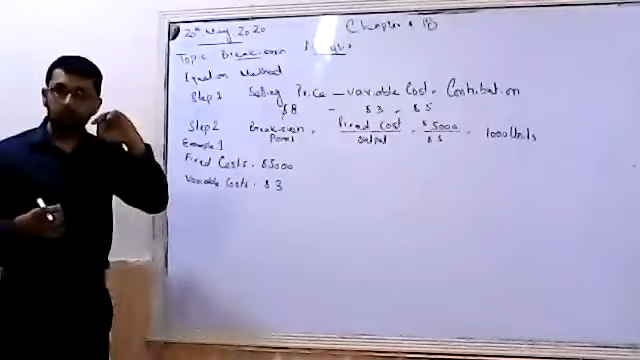 20th May 2020 Chapter # 18
Topic Break-even
Equation Method
Step 1 Selling Price - variable Cost = Contribution
$8 - $3 = $5
Step 2 Break-even Point = Fixed Cost / output = $5000 / $5 = 1000 Units
Example 1
Fixed Costs = $5000
Variable Costs = $3